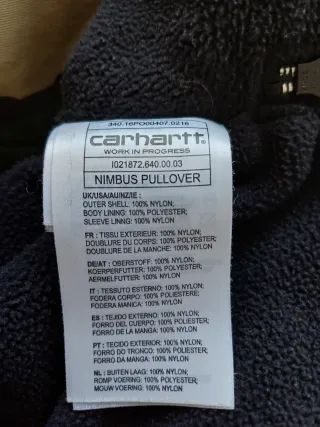 340.16PO00407.0216
carhartt
WORK IN PROGRESS
I021872.640.00.03
NIMBUS PULLOVER
UK/USA/AU/NZ/IE :
OUTER SHELL: 100% NYLON;
BODY LINING: 100% POLYESTER;
SLEEVE LINNG: 100% NYLON
FR : TISSU EXTERIEUR: 100% NYLON;
DOUBLURE DU CORPS: 100% POLYESTER;
DOUBLURE DE LA MANCHE: 100% NYLON
DE/AT : OBERSTOFF: 100% NYLON;
KOERPERFUTTER: 100% POLYESTER;
AERMELFUTTER: 100% NYLON
IT : TESSUTO ESTERNO: 100% NYLON;
FODERA CORPO: 100% POLIESTERE;
FODERA MANICA: 100% NYLON
ES : TEJIDO EXTERNO: 100% NYLON;
FORRO DEL CUERPO: 100% POLIESTER;
FORRO DE LA MANGA: 100% NYLON
PT : TECIDO EXTERIOR: 100% NYLON;
FORRO DO TRONCO: 100% POLIESTER;
FORRO DA MANGA: 100% NYLON
NL : BUITEN LAAG: 100% NYLON;
ROMP VOERING: 100% POLYESTER;
MOUW VOERING: 100% NYLON